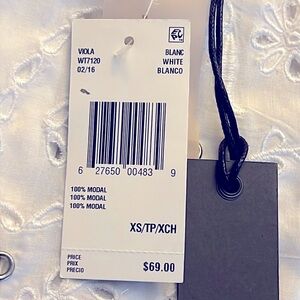 VIOLA BLANC
WT7120 WHITE
02/16 BLANCO
6 27650 00483 9
100% MODAL
100% MODAL
100% MODAL
XS/TP/XCH
PRICE
PRIX
PRECIO $69.00